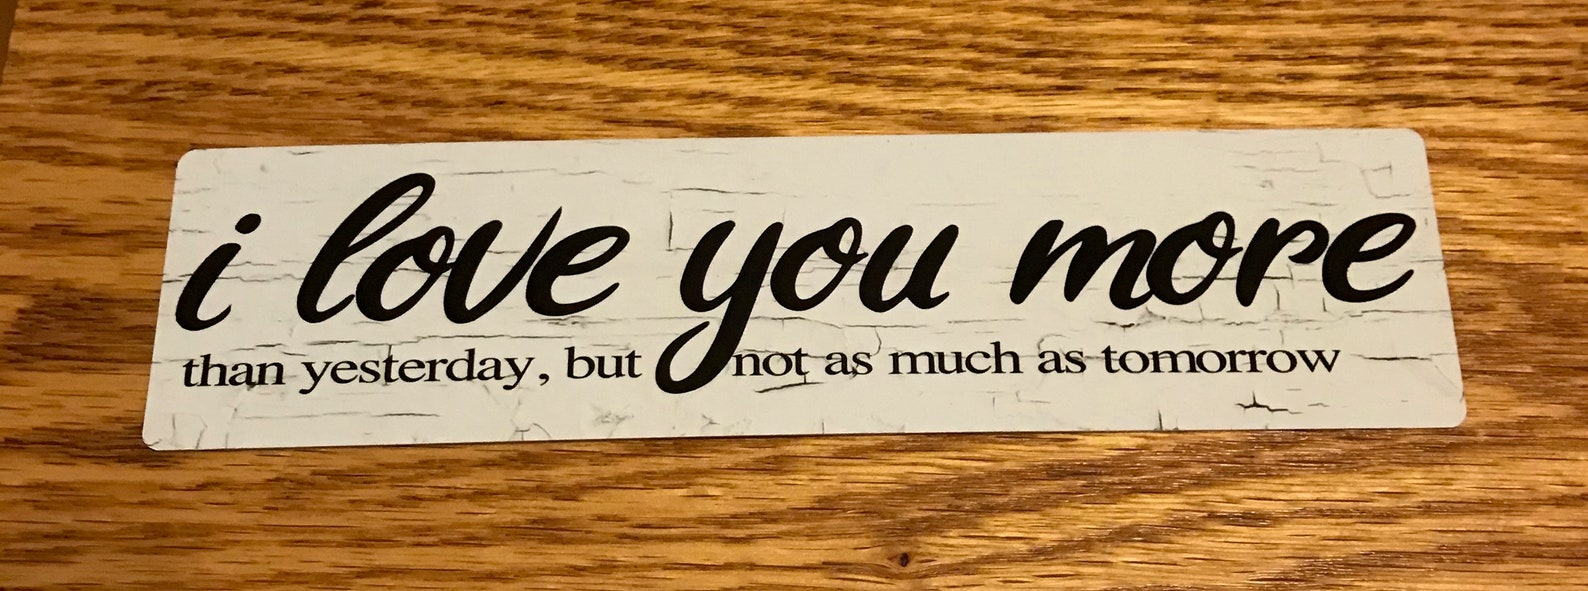 i love you more
than yesterday, but not as much as tomorrow